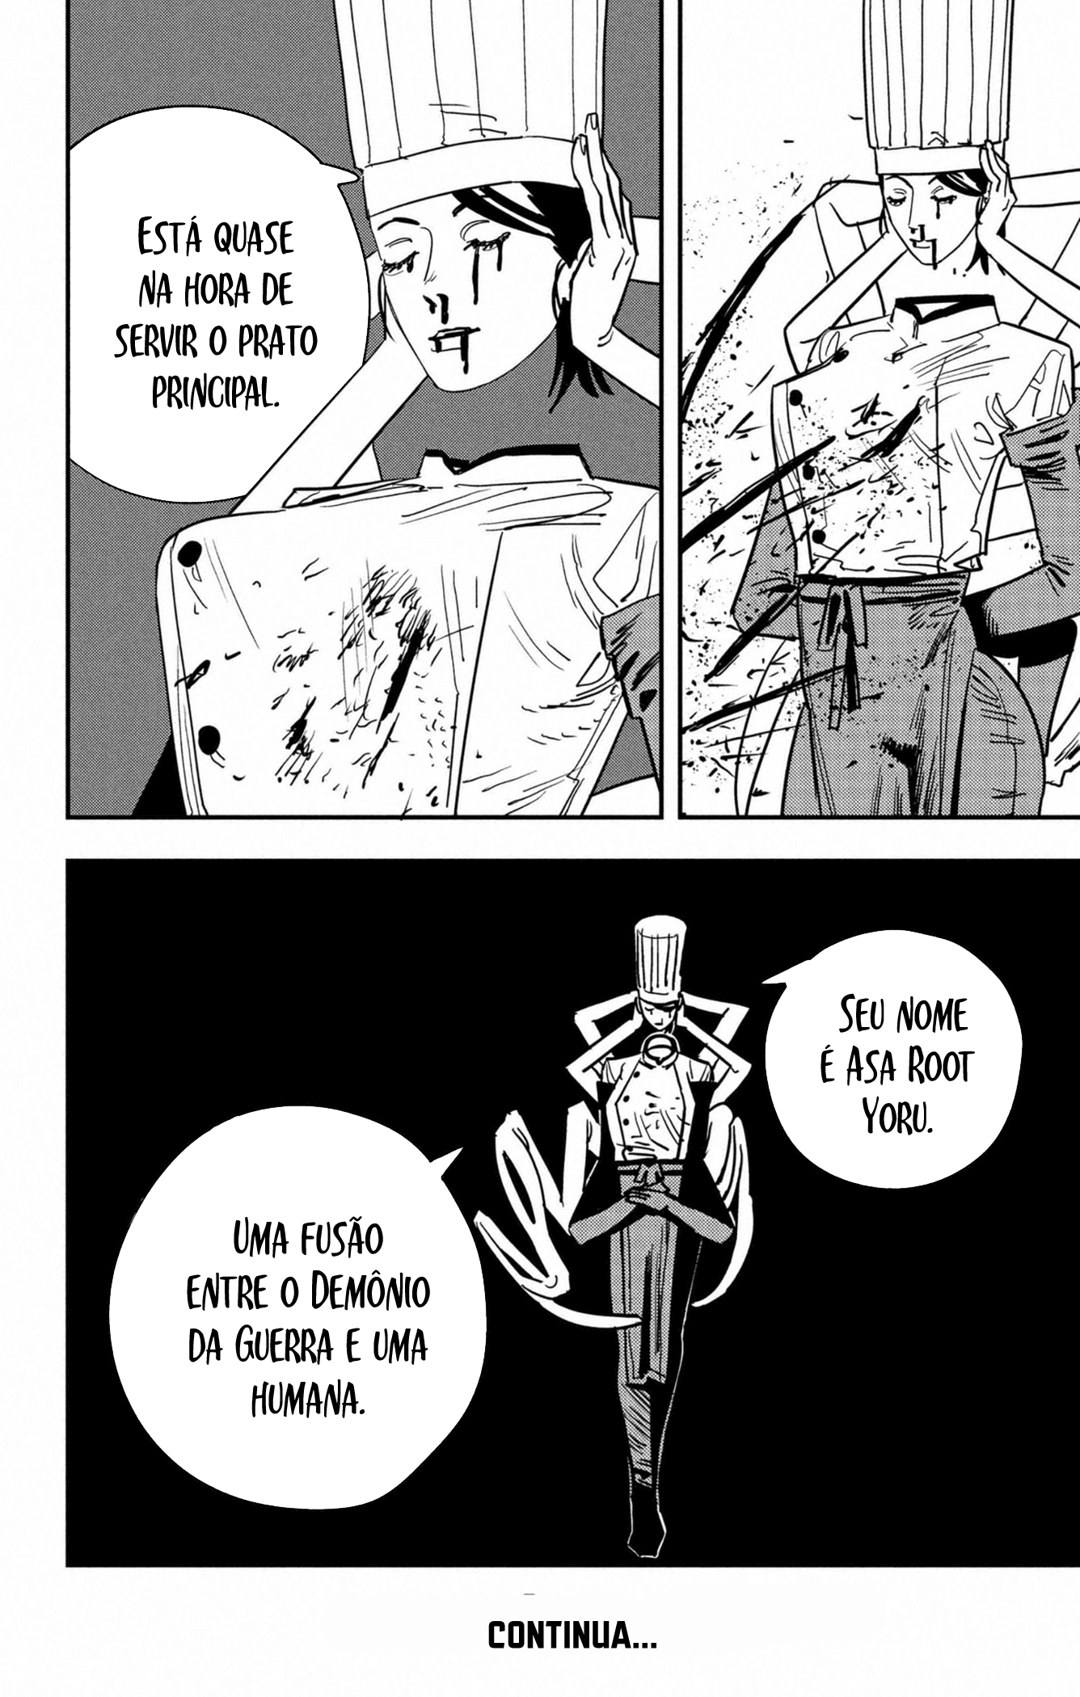 ESTÁ QUASE
NA HORA DE
SERVIR O PRATO
PRINCIPAL.
SEU NOME
É ASA ROOT
YORU.
UMA FUSÃO
ENTRE O DEMÔNIO
DA GUERRA E UMA
HUMANA.
CONTINUA...